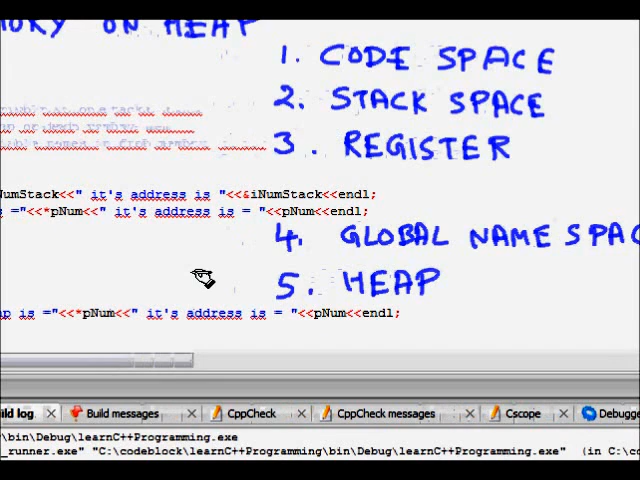 ON HEAP
1. CODE SPACE
2. STACK SPACE
3. REGISTER
NumStack<<" it's address is "<<&iNumStack<<endl;
s ="<<*pNum<<" it's address is = "<<pNum<<endl;
4. GLOBAL NAME SPAC
5. HEAP
ap is ="<<*pNum<<" it's address is = "<<pNum<<endl;
ild log
Build messages
CppCheck
CppCheck messages
Cscope
Debugge
\bin\Debug\learnC++Programming.exe
_runner.exe" "C:\codeblock\learnC++Programming\bin\Debug\learnC++Programming.exe" (in C:\c